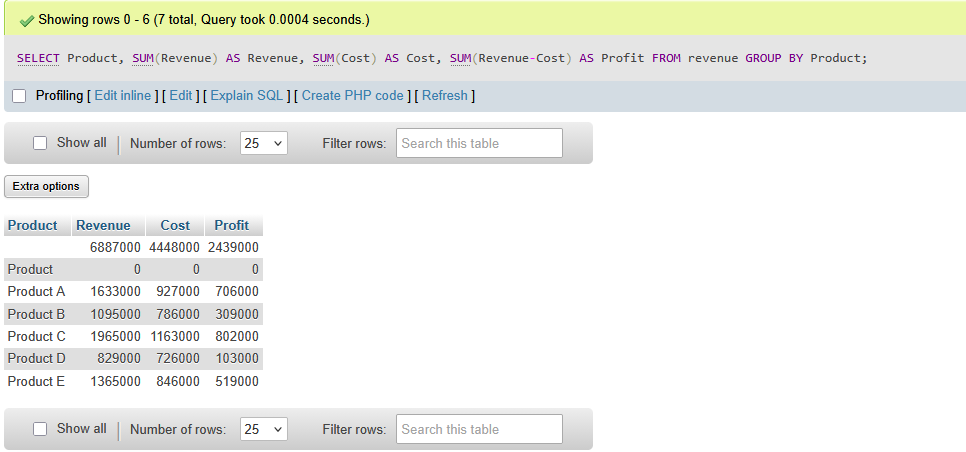 Showing rows 0 - 6 (7 total, Query took 0.0004 seconds.)
SELECT Product, SUM(Revenue) AS Revenue, SUM(Cost) AS Cost, SUM(Revenue-Cost) AS Profit FROM revenue GROUP BY Product;
Profiling [ Edit inline ] [ Edit ] [ Explain SQL ] [ Create PHP code ] [ Refresh ]
Show all | Number of rows: 25 Filter rows: Search this table
Extra options
Product Revenue Cost Profit
6887000 4448000 2439000
Product 0 0 0
Product A 1633000 927000 706000
Product B 1095000 786000 309000
Product C 1965000 1163000 802000
Product D 829000 726000 103000
Product E 1365000 846000 519000
Show all | Number of rows: 25 Filter rows: Search this table